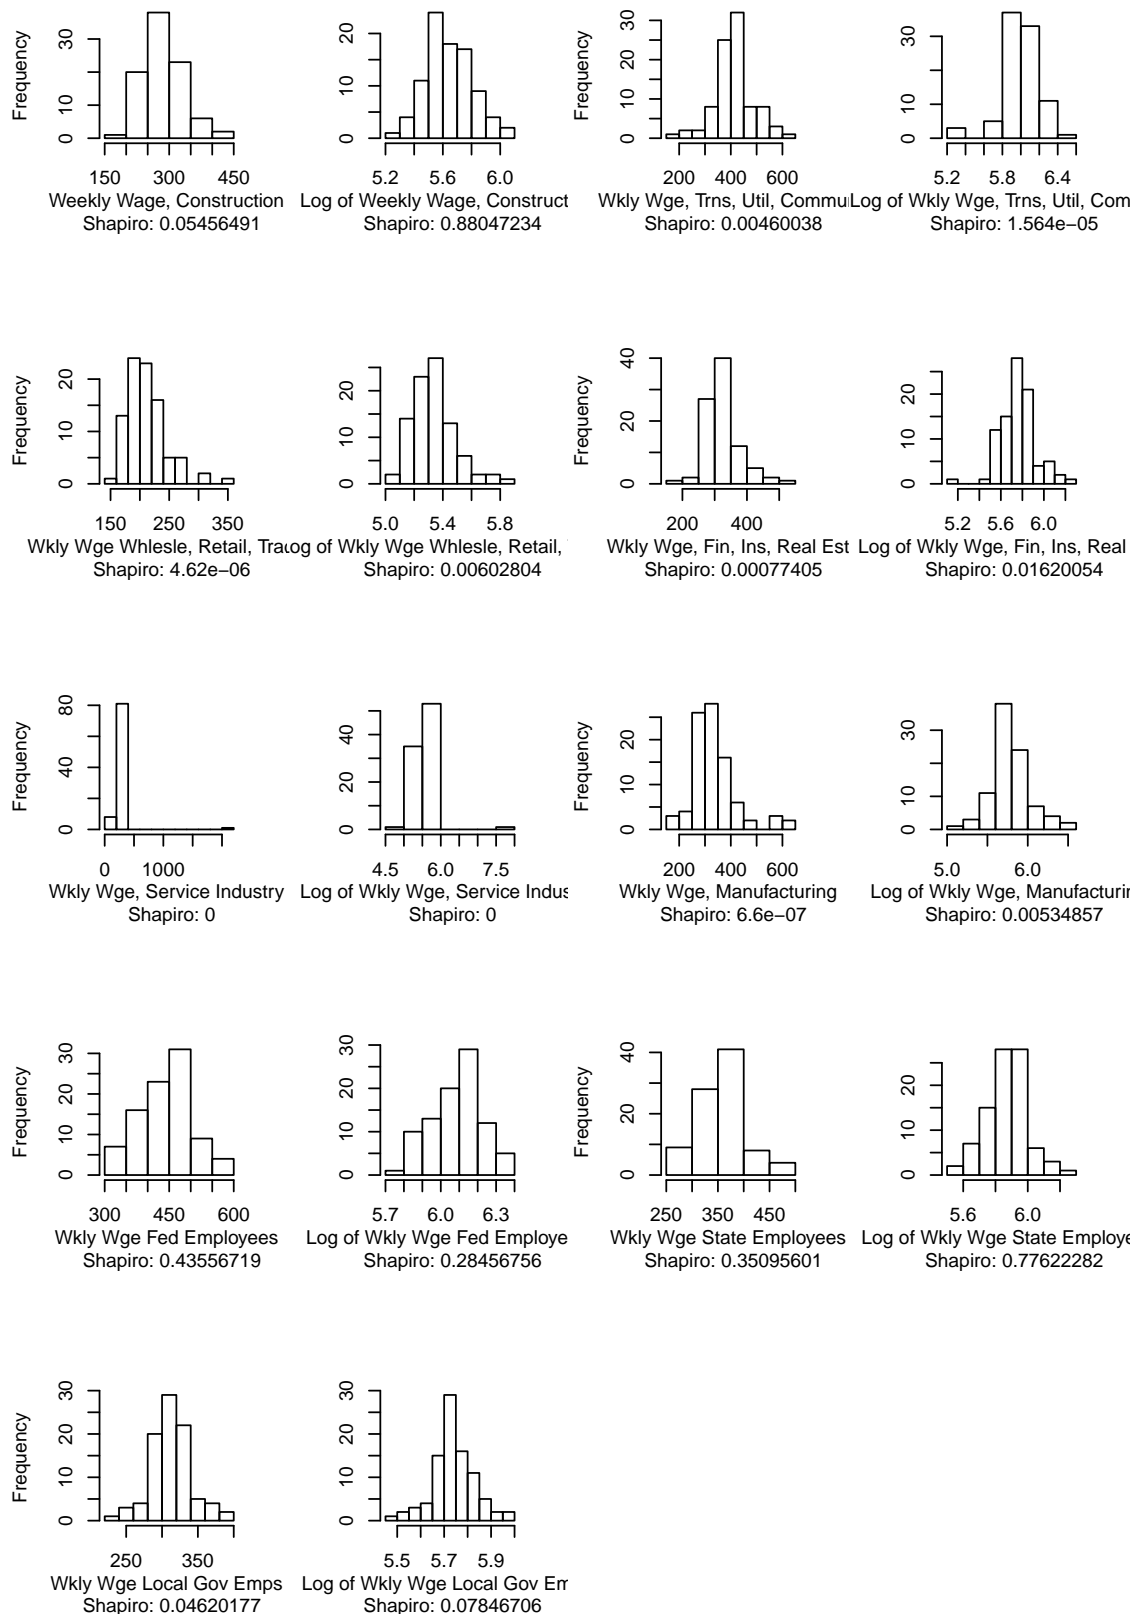 Frequency
0 10 30
150 300 450
Weekly Wage, Construction
Shapiro: 0.05456491
0 10 20
5.2 5.6 6.0
Log of Weekly Wage, Construct
Shapiro: 0.88047234
Frequency
0 10 20 30
200 400 600
Wkly Wge, Trns, Util, Commu
Shapiro: 0.00460038
0 10 30
5.2 5.8 6.4
Log of Wkly Wge, Trns, Util, Com
Shapiro: 1.564e−05
Frequency
0 10 20
150 250 350
Wkly Wge Whlesle, Retail, Tra
Shapiro: 4.62e−06
0 10 20
5.0 5.4 5.8
og of Wkly Wge Whlesle, Retail,
Shapiro: 0.00602804
Frequency
0 20 40
200 400
Wkly Wge, Fin, Ins, Real Est
Shapiro: 0.00077405
0 10 20
5.2 5.6 6.0
Log of Wkly Wge, Fin, Ins, Real
Shapiro: 0.01620054
Frequency
0 40 80
0 1000
Wkly Wge, Service Industry
Shapiro: 0
0 20 40
4.5 6.0 7.5
Log of Wkly Wge, Service Indus
Shapiro: 0
Frequency
0 10 20
200 400 600
Wkly Wge, Manufacturing
Shapiro: 6.6e−07
0 10 30
5.0 6.0
Log of Wkly Wge, Manufacturin
Shapiro: 0.00534857
Frequency
0 10 20 30
300 450 600
Wkly Wge Fed Employees
Shapiro: 0.43556719
0 10 20 30
5.7 6.0 6.3
Log of Wkly Wge Fed Employe
Shapiro: 0.28456756
Frequency
0 20 40
250 350 450
Wkly Wge State Employees
Shapiro: 0.35095601
0 10 20
5.6 6.0
Log of Wkly Wge State Employe
Shapiro: 0.77622282
Frequency
0 10 20 30
250 350
Wkly Wge Local Gov Emps
Shapiro: 0.04620177
0 10 20 30
5.5 5.7 5.9
Log of Wkly Wge Local Gov Em
Shapiro: 0.07846706